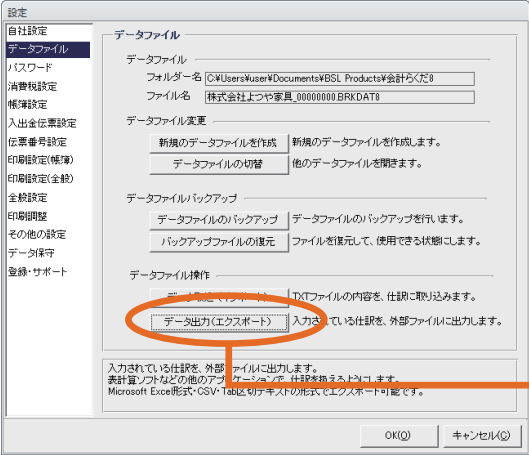 設定
自社設定
データファイル
パスワード
消費税設定
帳簿設定
入出金伝票設定
伝票番号設定
印刷設定(帳簿)
印刷設定(全般)
全般設定
印刷調整
その他の設定
データ保守
登録・サポート
データファイル
データファイル
フォルダー名 C:¥Users¥user¥Documents¥BSL Products¥会計らくだ8
ファイル名 株式会社よつや家具_00000000.BRKDAT8
データファイル変更
新規のデータファイルを作成 新規のデータファイルを作成します。
データファイルの切替 他のデータファイルを開きます。
データファイルバックアップ
データファイルのバックアップ データファイルのバックアップを行います。
バックアップファイルの復元 ファイルを復元して、使用できる状態にします。
データファイル操作
TXTファイルの内容を、仕訳に取り込みます。
データ出力(エクスポート) 入力されている仕訳を、外部ファイルに出力します。
入力されている仕訳を、外部ファイルに出力します。
表計算ソフトなどの他のアプリケーションで、仕訳を扱えるようにします。
Microsoft Excel形式・CSV・Tab区切テキストの形式でエクスポート可能です。
OK(O) キャンセル(C)